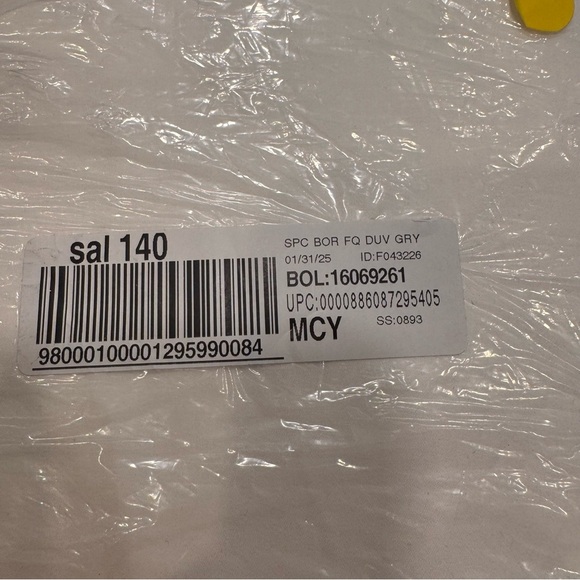 sal 140
98000100001295990084
SPC BOR FQ DUV GRY
01/31/25 ID:F043226
BOL:16069261
UPC:0000886087295405
MCY SS:0893